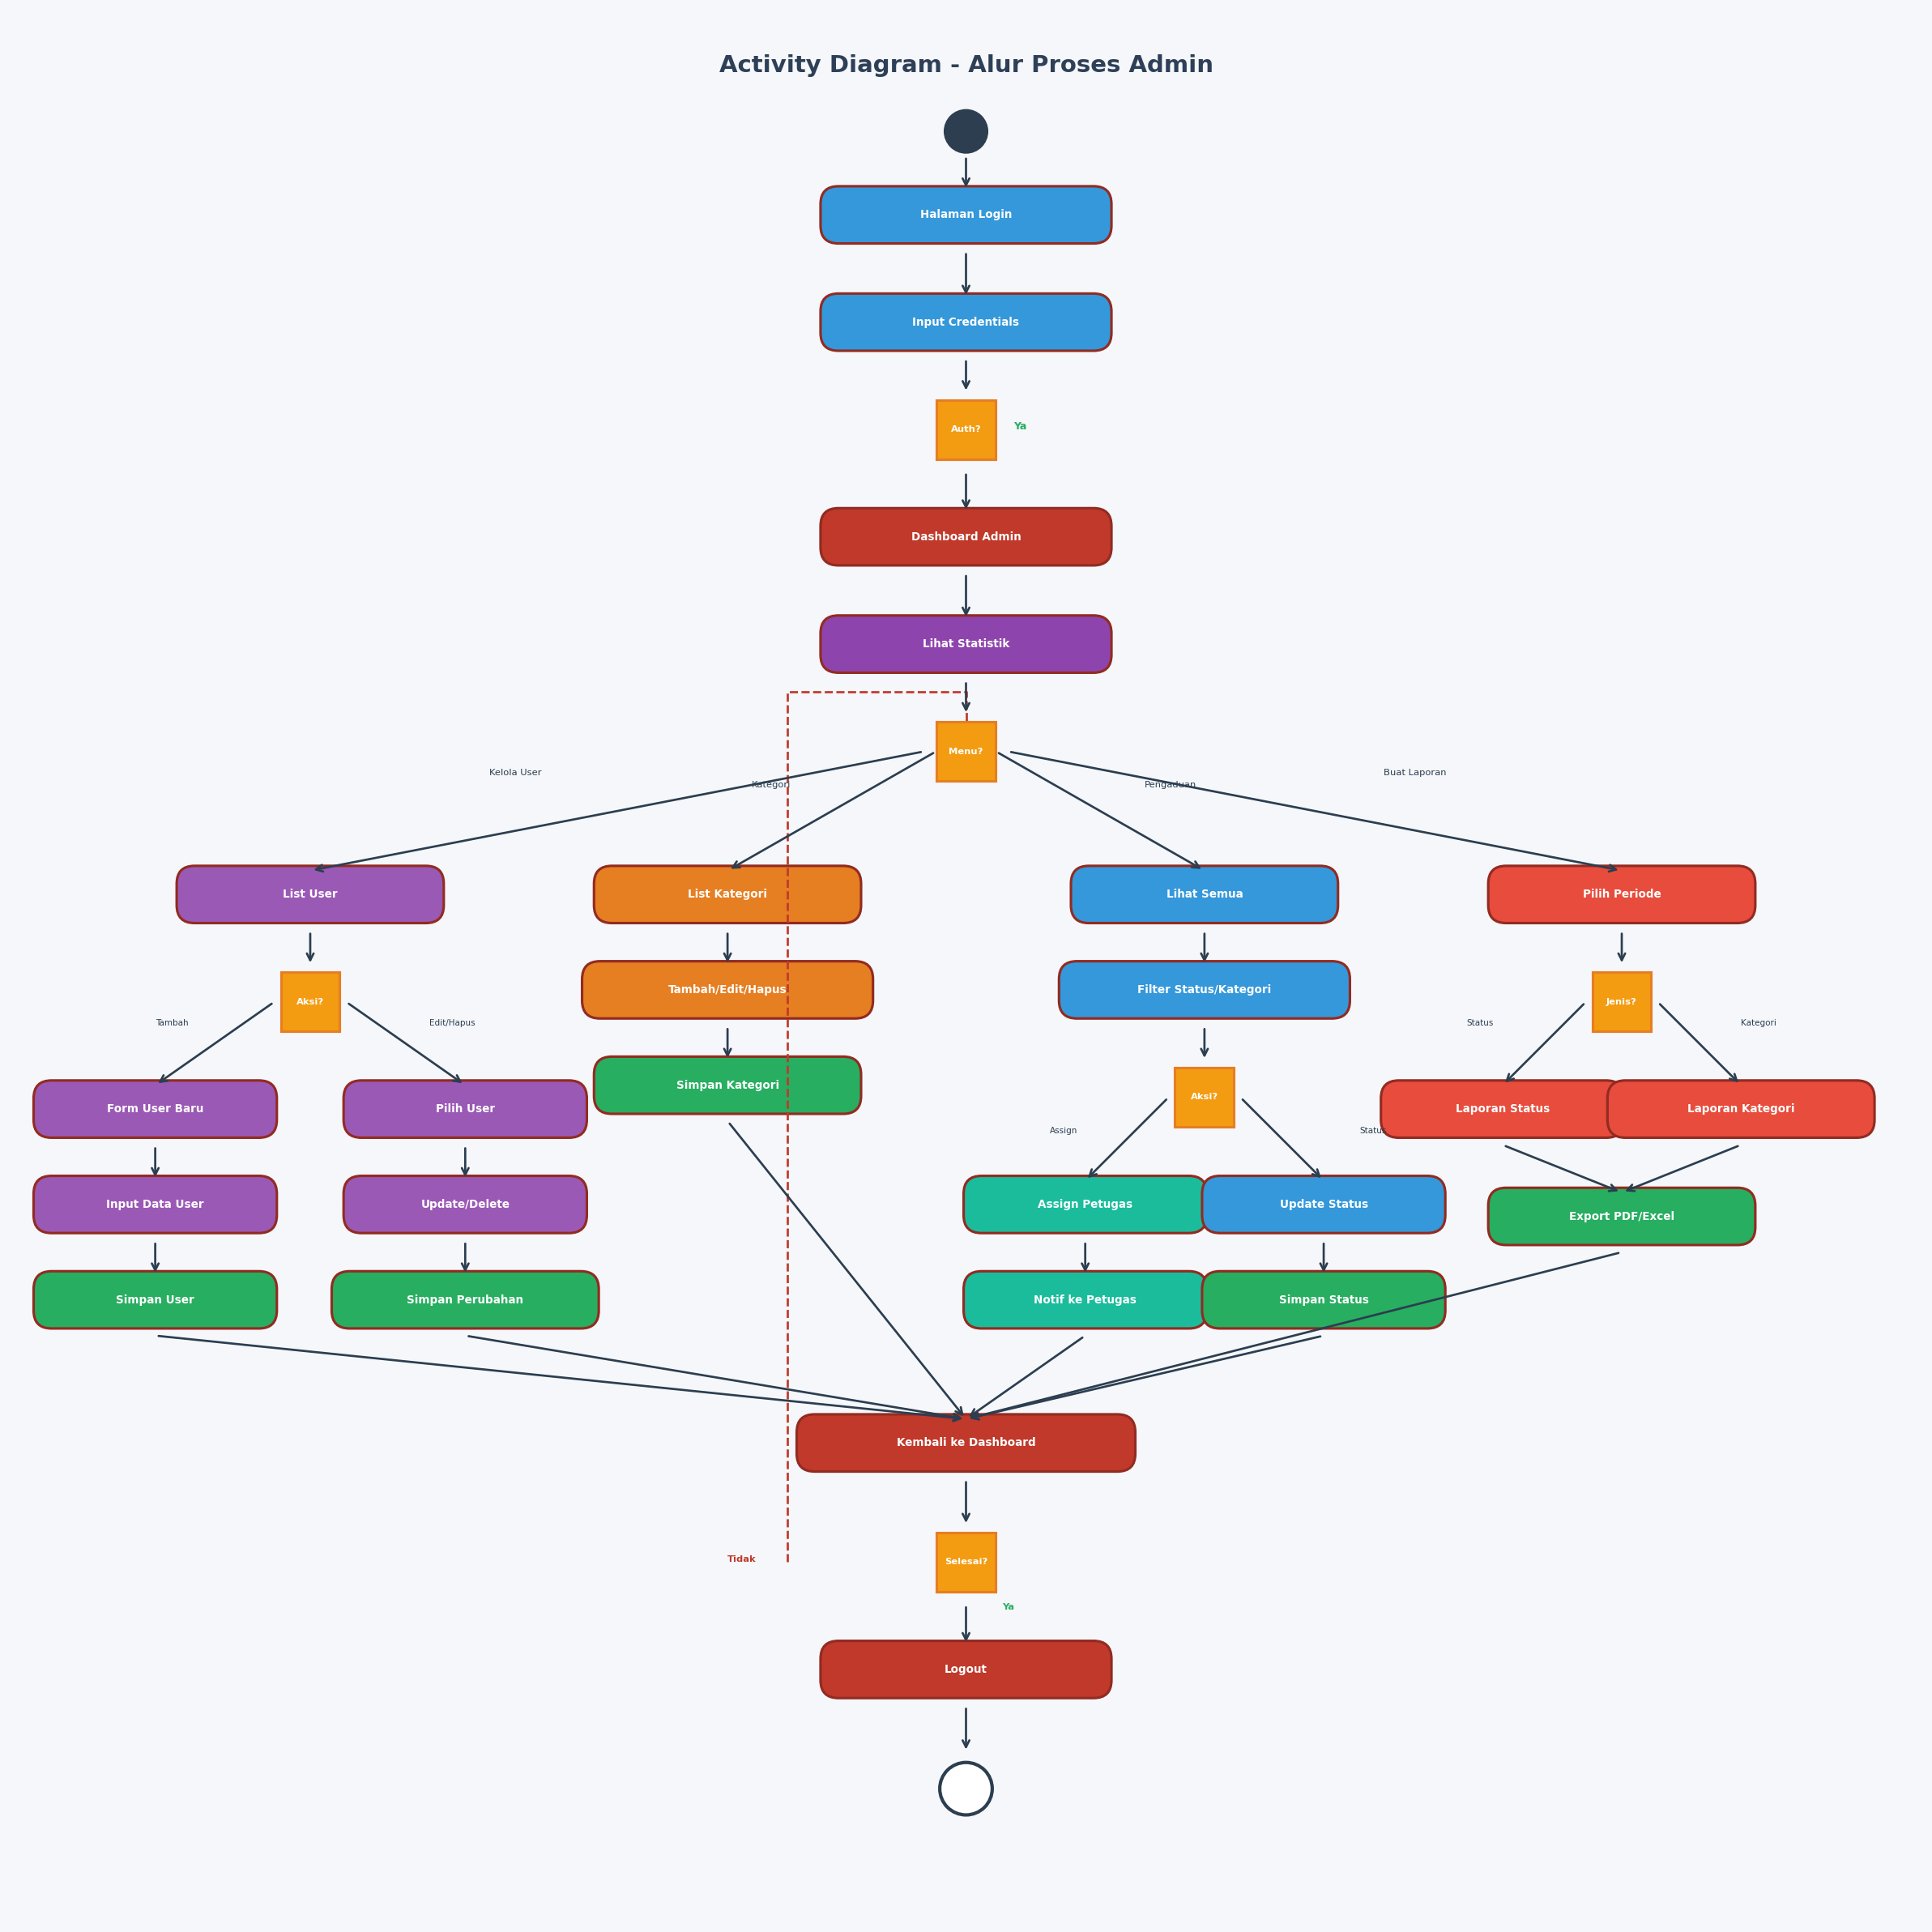 Activity Diagram - Alur Proses Admin
Halaman Login
Input Credentials
Auth?
Ya
Dashboard Admin
Lihat Statistik
Menu?
Kelola User
Kategori
Pengaduan
Buat Laporan
List User
List Kategori
Lihat Semua
Pilih Periode
Aksi?
Tambah/Edit/Hapus
Filter Status/Kategori
Jenis?
Tambah
Edit/Hapus
Status
Kategori
Simpan Kategori
Aksi?
Form User Baru
Pilih User
Laporan Status
Laporan Kategori
Assign
Status
Input Data User
Update/Delete
Assign Petugas
Update Status
Export PDF/Excel
Simpan User
Simpan Perubahan
Notif ke Petugas
Simpan Status
Kembali ke Dashboard
Tidak
Selesai?
Ya
Logout